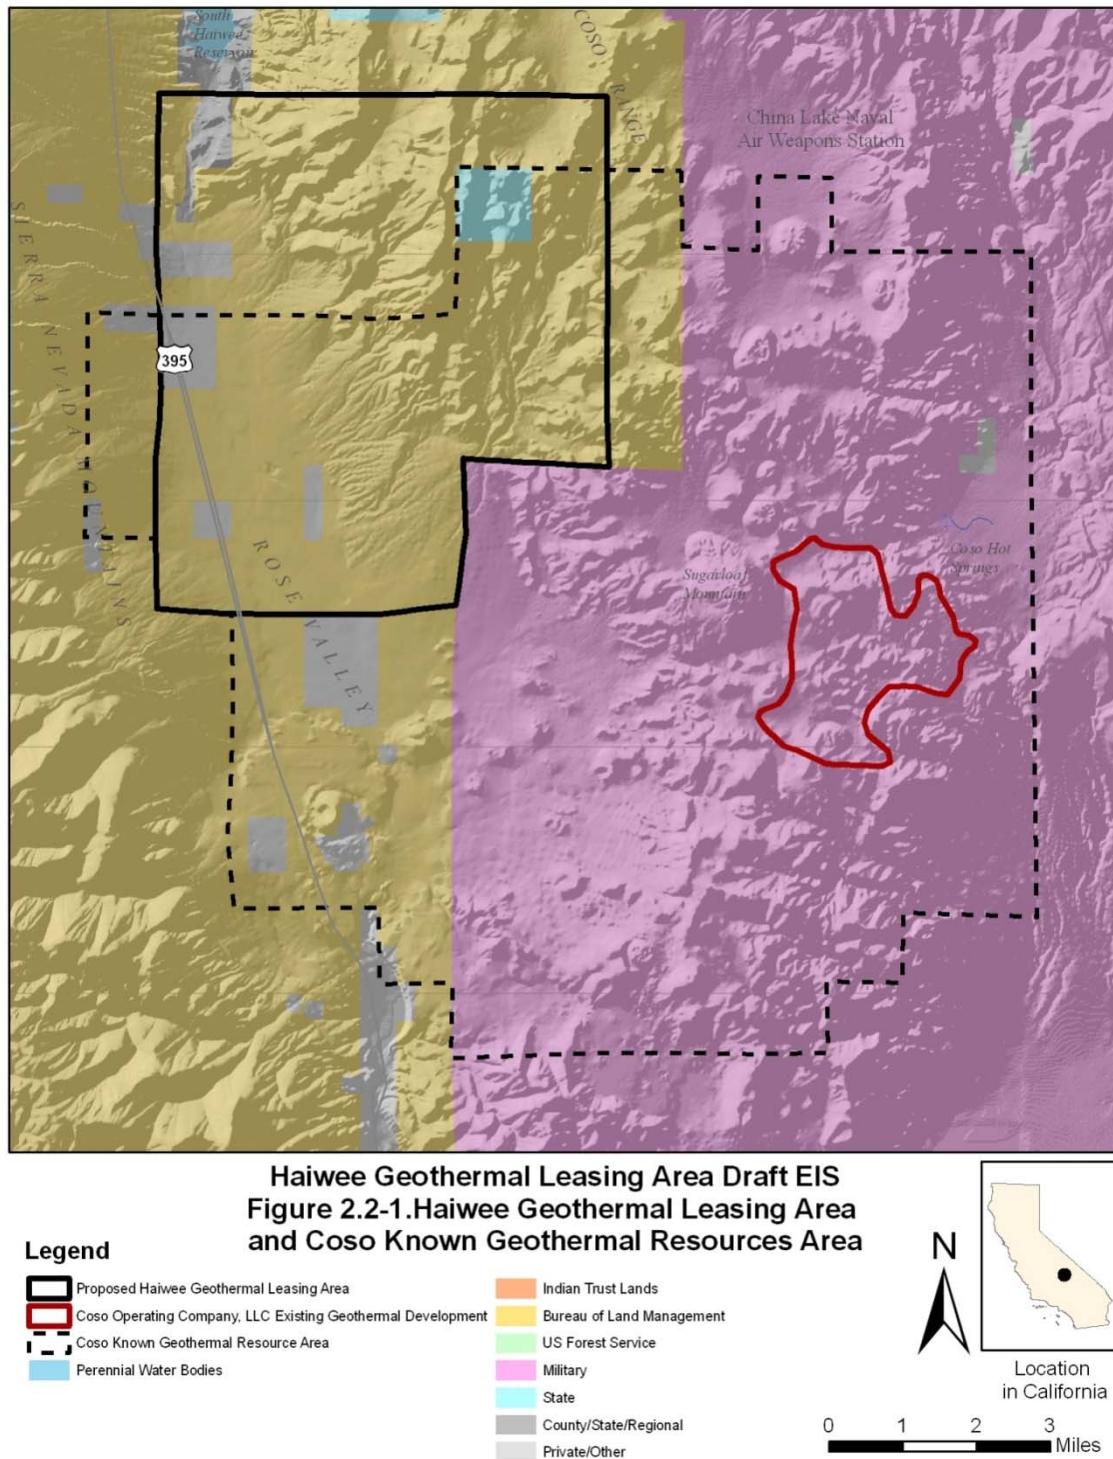 South
Haiwee
Reservoir
COSO RANGE
China Lake Naval
Air Weapons Station
SIERRA NEVADA MOUNTAINS
395
ROSE VALLEY
Sugarloaf
Mountain
Coso Hot
Springs
Haiwee Geothermal Leasing Area Draft EIS
Figure 2.2-1.Haiwee Geothermal Leasing Area
and Coso Known Geothermal Resources Area
Legend
Proposed Haiwee Geothermal Leasing Area
Coso Operating Company, LLC Existing Geothermal Development
Coso Known Geothermal Resource Area
Perennial Water Bodies
Indian Trust Lands
Bureau of Land Management
US Forest Service
Military
State
County/State/Regional
Private/Other
N
Location
in California
0 1 2 3
Miles